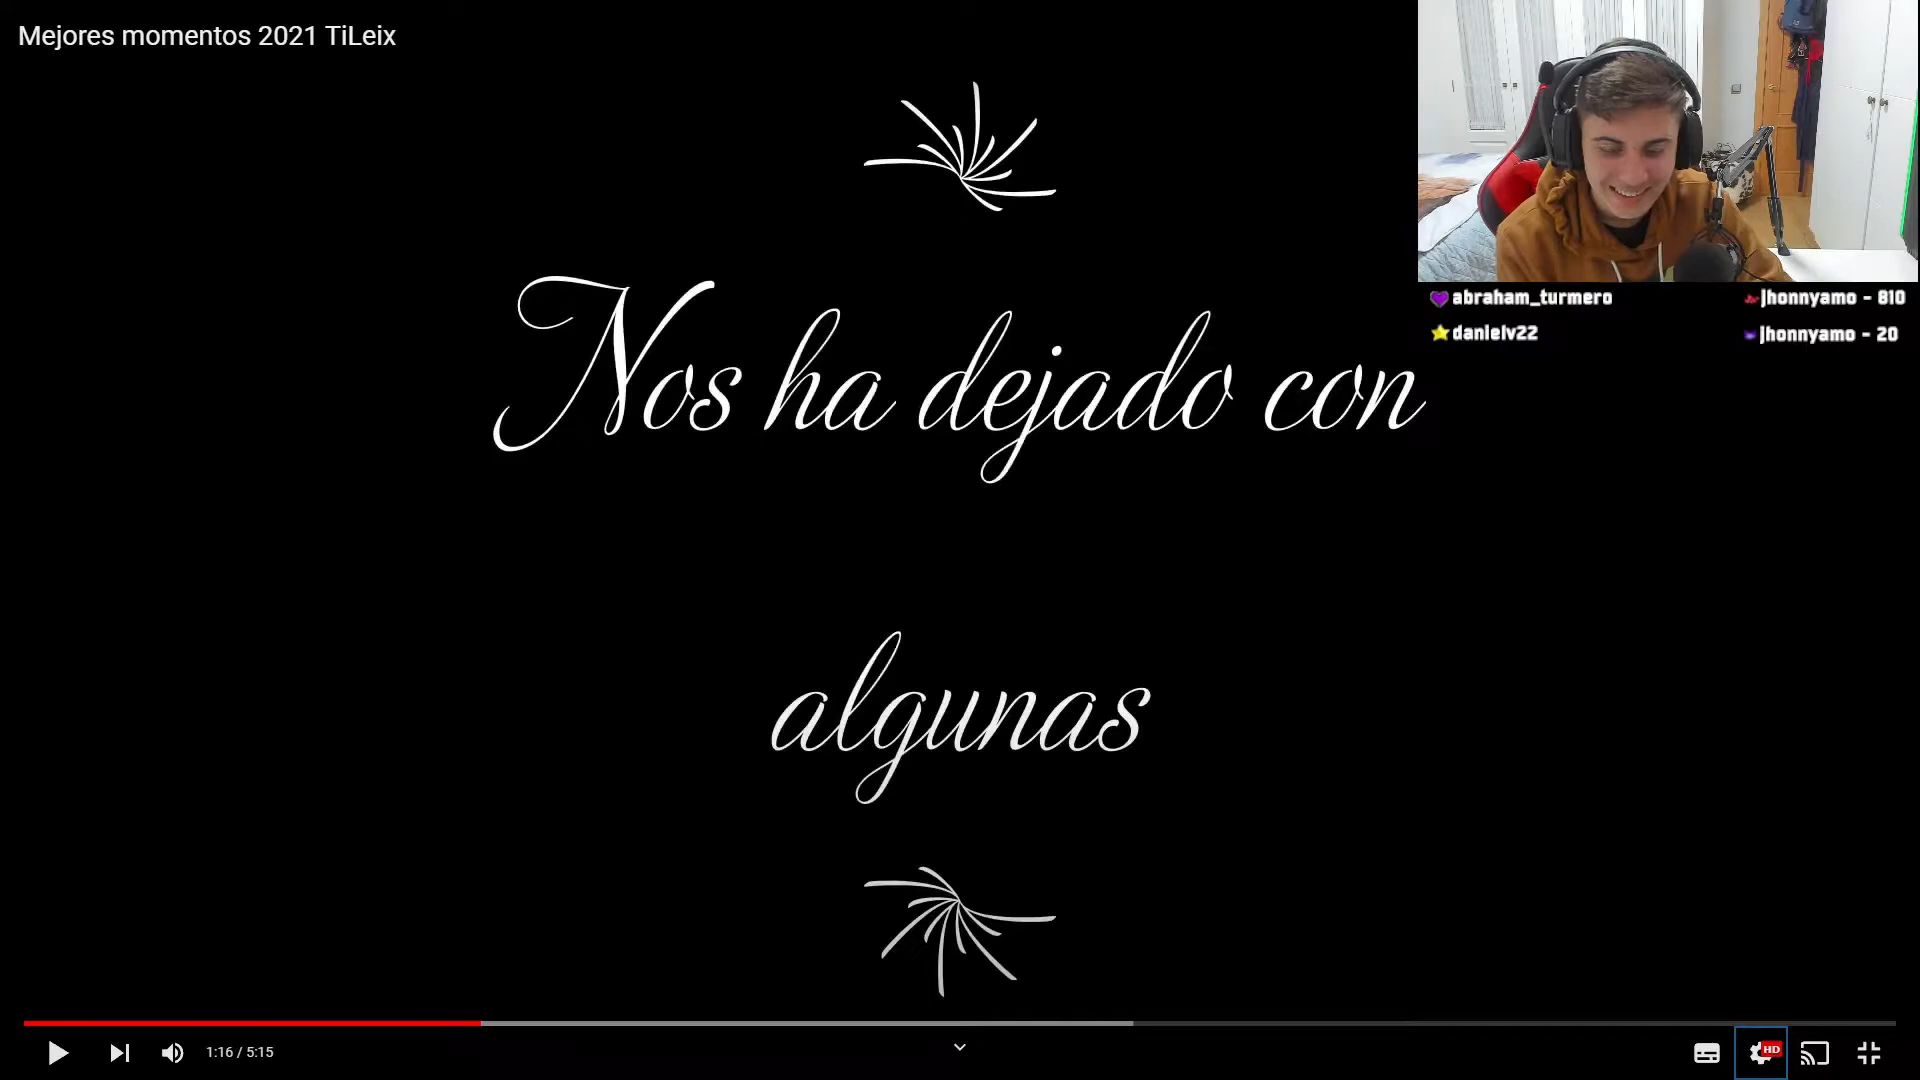 Mejores momentos 2021 TiLeix
abraham_turmero
jhonnyamo - 810
danielv22
jhonnyamo - 20
Nos ha dejado con
algunas
1:16 / 5:15
HD